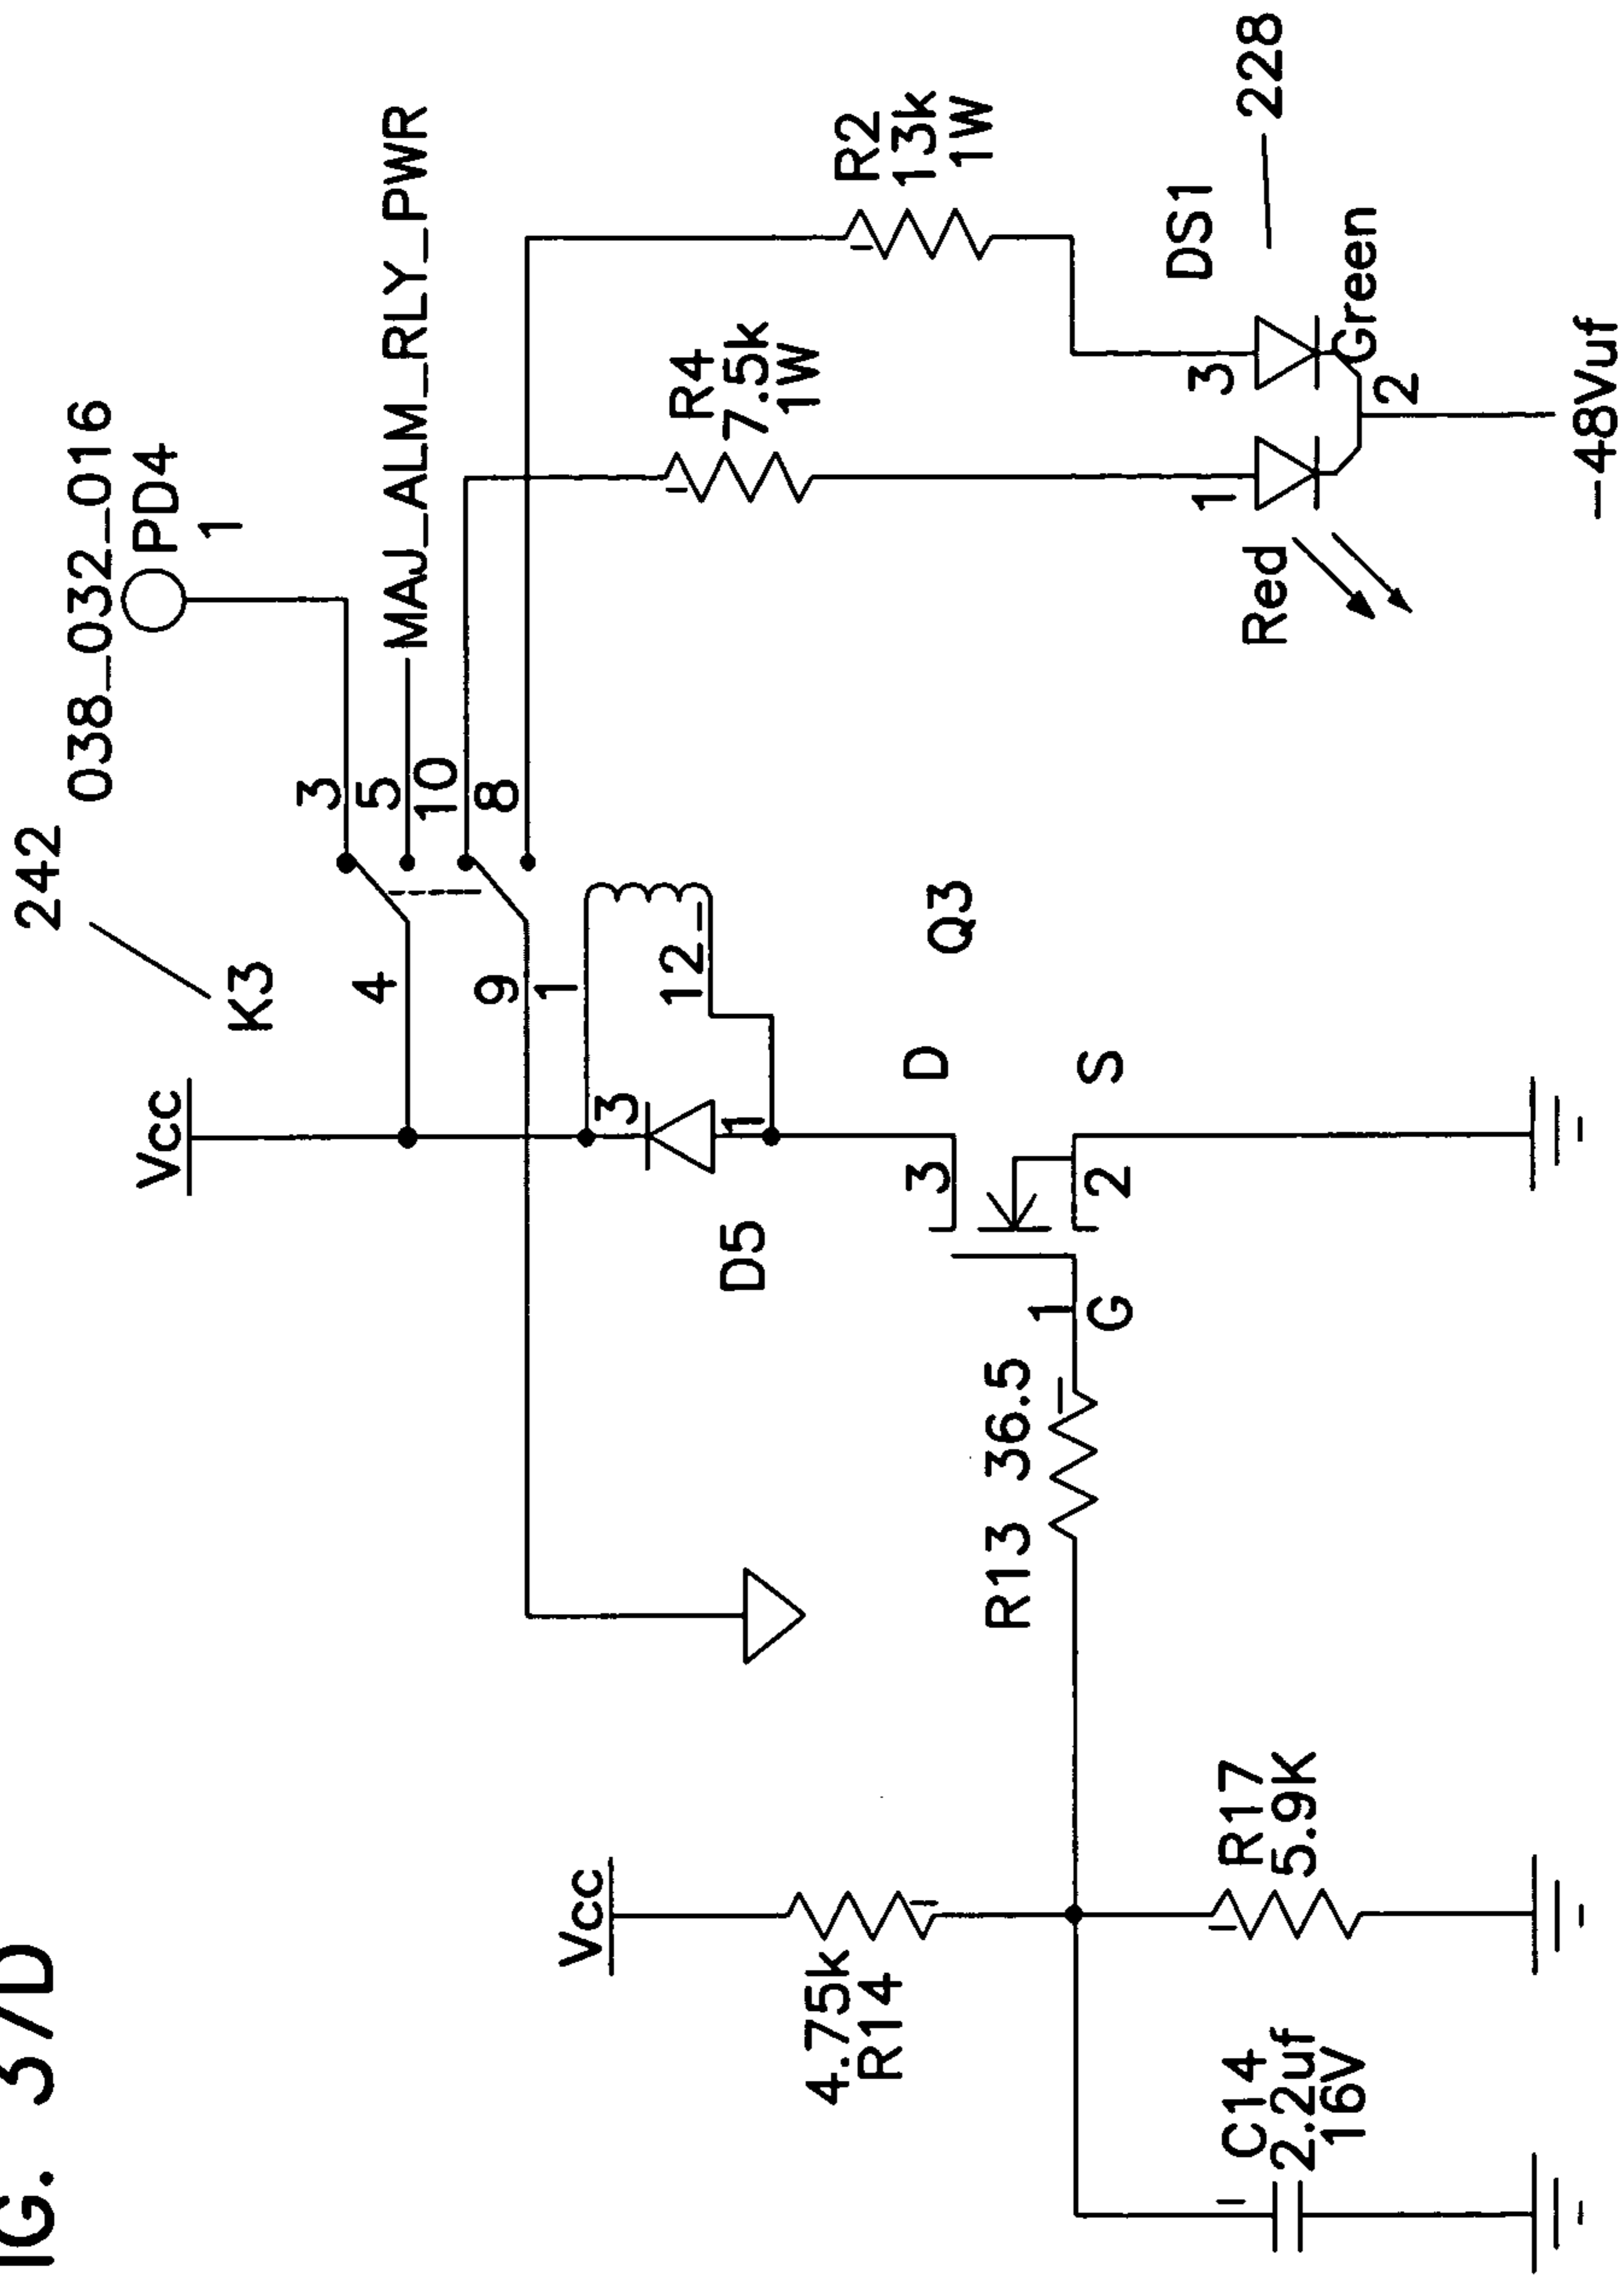 IG. 37D
242
038_032_016
PD4
1
K3
Vcc
3
4
5
MAJ_ALM_RLY_PWR
10
9
8
1
12
3
1
D5
R4
7.5k
1W
R2
13k
1W
Q3
D
3
S
2
1
G
R13 36.5
Vcc
4.75k
R14
R17
5.9K
C14
2.2uf
16V
DS1
228
Red
1
3
Green
2
-48Vuf